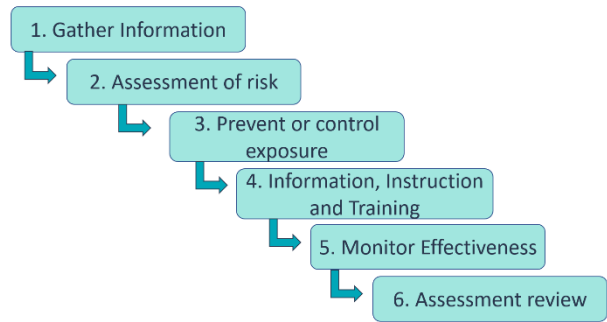 1. Gather Information
2. Assessment of risk
3. Prevent or control
exposure
4. Information, Instruction
and Training
5. Monitor Effectiveness
6. Assessment review